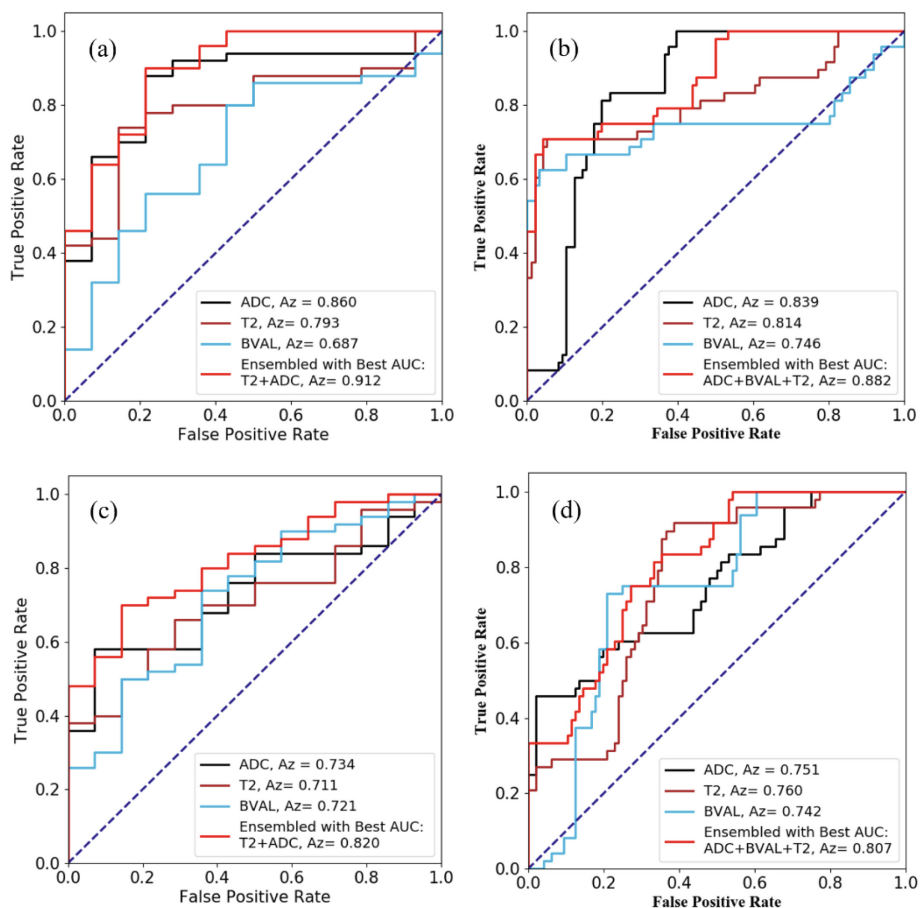 (a)
1.0
0.8
0.6
0.4
0.2
0.0
True Positive Rate
ADC, Az = 0.860
T2, Az= 0.793
BVAL, Az= 0.687
Ensembled with Best AUC:
T2+ADC, Az= 0.912
0.0 0.2 0.4 0.6 0.8 1.0
False Positive Rate
(b)
1.0
0.8
0.6
0.4
0.2
0.0
True Positive Rate
ADC, Az = 0.839
T2, Az= 0.814
BVAL, Az= 0.746
Ensembled with Best AUC:
ADC+BVAL+T2, Az= 0.882
0.0 0.2 0.4 0.6 0.8 1.0
False Positive Rate
(c)
1.0
0.8
0.6
0.4
0.2
0.0
True Positive Rate
ADC, Az = 0.734
T2, Az= 0.711
BVAL, Az= 0.721
Ensembled with Best AUC:
T2+ADC, Az= 0.820
0.0 0.2 0.4 0.6 0.8 1.0
False Positive Rate
(d)
1.0
0.8
0.6
0.4
0.2
0.0
True Positive Rate
ADC, Az = 0.751
T2, Az= 0.760
BVAL, Az= 0.742
Ensembled with Best AUC:
ADC+BVAL+T2, Az= 0.807
0.0 0.2 0.4 0.6 0.8 1.0
False Positive Rate